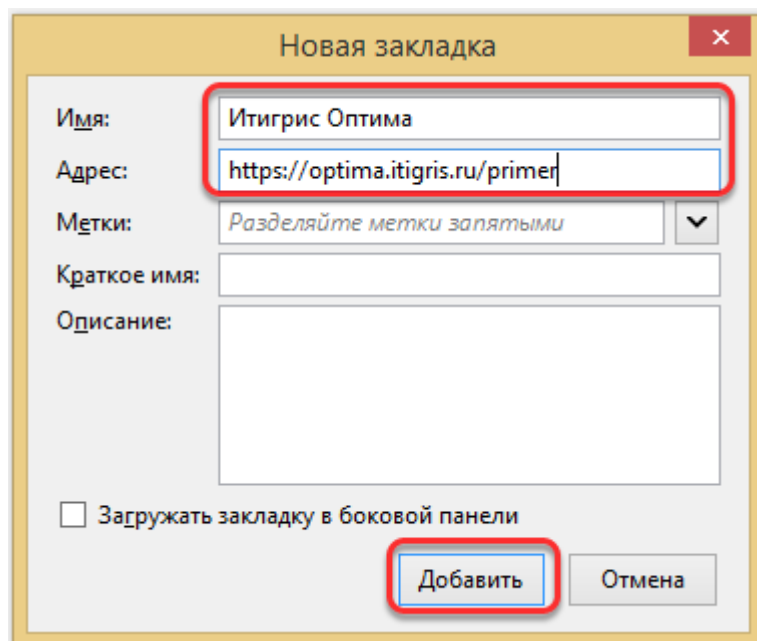 Новая закладка
Имя: Итигрис Оптима
Адрес: https://optima.itigris.ru/primer
Метки: Разделяйте метки запятыми
Краткое имя:
Описание:
Загружать закладку в боковой панели
Добавить Отмена